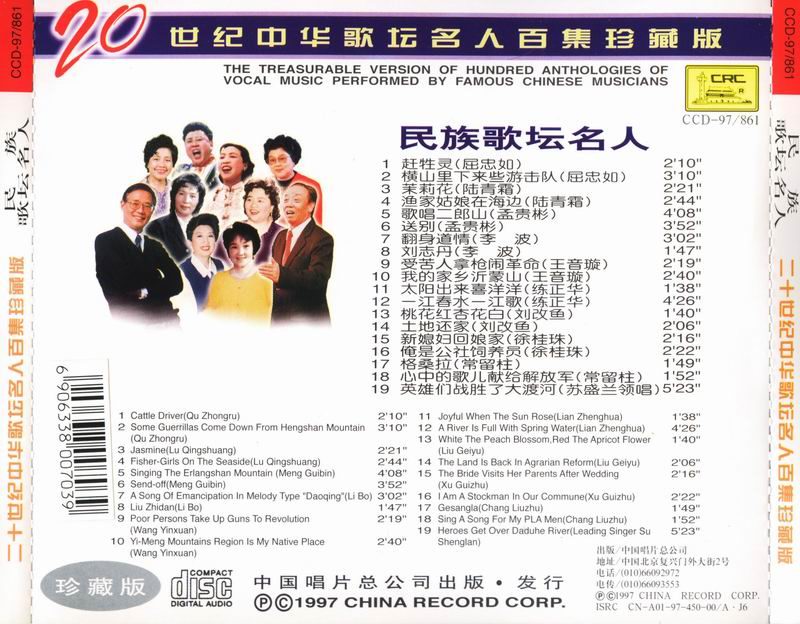 20世纪中华歌坛名人百集珍藏版
THE TREASURABLE VERSION OF HUNDRED ANTHOLOGIES OF
VOCAL MUSIC PERFORMED BY FAMOUS CHINESE MUSICIANS
CRC
R
CCD-97/861
民族歌坛名人
1 赶牲灵(屈忠如) 2'10"
2 横山里下来些游击队(屈忠如) 3'10"
3 茉莉花(陆青霜) 2'21"
4 渔家姑娘在海边(陆青霜) 2'44"
5 歌唱二郎山(孟贵彬) 4'08"
6 送别(孟贵彬) 3'52"
7 翻身道情(李 波) 3'02"
8 刘志丹(李 波) 1'47"
9 受苦人拿枪闹革命(王音璇) 2'19"
10 我的家乡沂蒙山(王音璇) 2'40"
11 太阳出来喜洋洋(练正华) 1'38"
12 一江春水一江歌(练正华) 4'26"
13 桃花红杏花白(刘改鱼) 1'40"
14 土地还家(刘改鱼) 2'06"
15 新媳妇回娘家(徐桂珠) 2'16"
16 俺是公社饲养员(徐桂珠) 2'22"
17 格桑拉(常留柱) 1'49"
18 心中的歌儿献给解放军(常留柱) 1'52"
19 英雄们战胜了大渡河(苏盛兰领唱) 5'23"
1 Cattle Driver(Qu Zhongru) 2'10"
2 Some Guerrillas Come Down From Hengshan Mountain 3'10"
(Qu Zhongru)
3 Jasmine(Lu Qingshuang) 2'21"
4 Fisher-Girls On The Seaside(Lu Qingshuang) 2'44"
5 Singing The Erlangshan Mountain (Meng Guibin) 4'08"
6 Send-off(Meng Guibin) 3'52"
7 A Song Of Emancipation In Melody Type "Daoqing"(Li Bo) 3'02"
8 Liu Zhidan(Li Bo) 1'47"
9 Poor Persons Take Up Guns To Revolution 2'19"
(Wang Yinxuan)
10 Yi-Meng Mountains Region Is My Native Place 2'40"
(Wang Yinxuan)
11 Joyful When The Sun Rose(Lian Zhenghua) 1'38"
12 A River Is Full With Spring Water(Lian Zhenghua) 4'26"
13 White The Peach Blossom,Red The Apricot Flower 1'40"
(Liu Geiyu)
14 The Land Is Back In Agrarian Reform(Liu Geiyu) 2'06"
15 The Bride Visits Her Parents After Wedding 2'16"
(Xu Guizhu)
16 I Am A Stockman In Our Commune(Xu Guizhu) 2'22"
17 Gesangla(Chang Liuzhu) 1'49"
18 Sing A Song For My PLA Men(Chang Liuzhu) 1'52"
19 Heroes Get Over Daduhe River(Leading Singer Su 5'23"
Shenglan)
6 906338 007039
珍藏版
COMPACT
disc
DIGITAL AUDIO
中国唱片总公司出版·发行
ⓅⒸ1997 CHINA RECORD CORP.
出版/中国唱片总公司
地址/中国北京复兴门外大街2号
电话/(010)66092972
电传/(010)66093553
ⓅⒸ1997 CHINA RECORD CORP.
ISRC CN-A01-97-450-00/A·J6
CCD-97/861
民族歌坛名人
二十世纪中华歌坛名人百集珍藏版
CCD-97/861
民族歌坛名人
二十世纪中华歌坛名人百集珍藏版